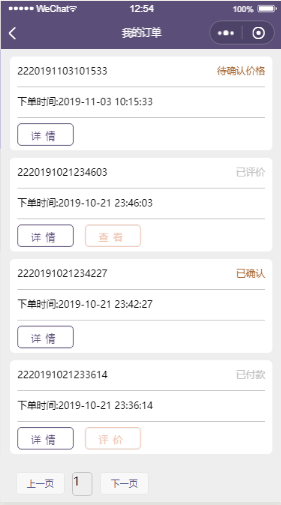 WeChat 12:54 100%
我的订单
2220191103101533 待确认价格
下单时间:2019-11-03 10:15:33
详 情
2220191021234603 已评价
下单时间:2019-10-21 23:46:03
详 情 查 看
2220191021234227 已确认
下单时间:2019-10-21 23:42:27
详 情
2220191021233614 已付款
下单时间:2019-10-21 23:36:14
详 情 评 价
上一页 1 下一页